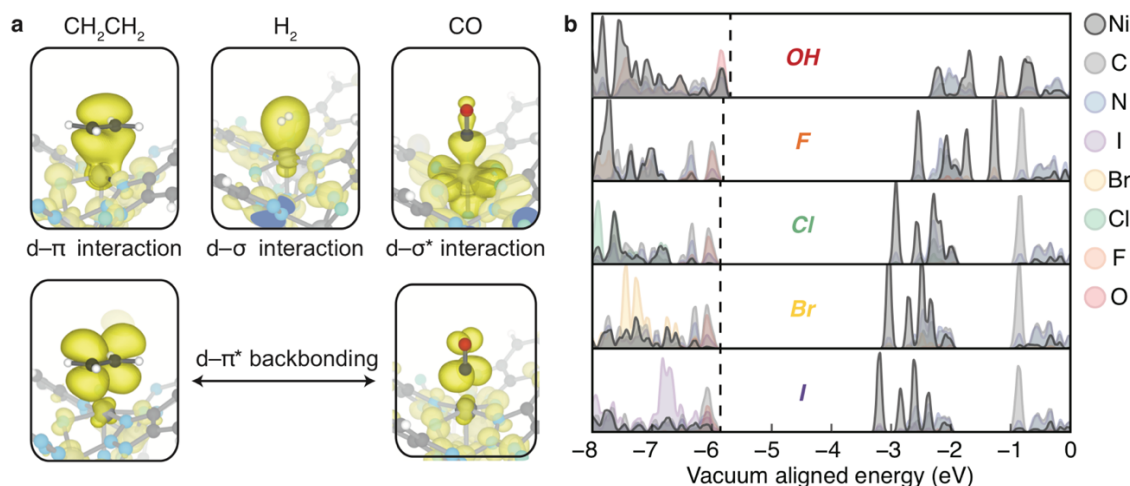 a
CH₂CH₂ H₂ CO
d–π interaction d–σ interaction d–σ* interaction
d–π* backbonding
b
OH
F
Cl
Br
I
−8 −7 −6 −5 −4 −3 −2 −1 0
Vacuum aligned energy (eV)
Ni
C
N
I
Br
Cl
F
O